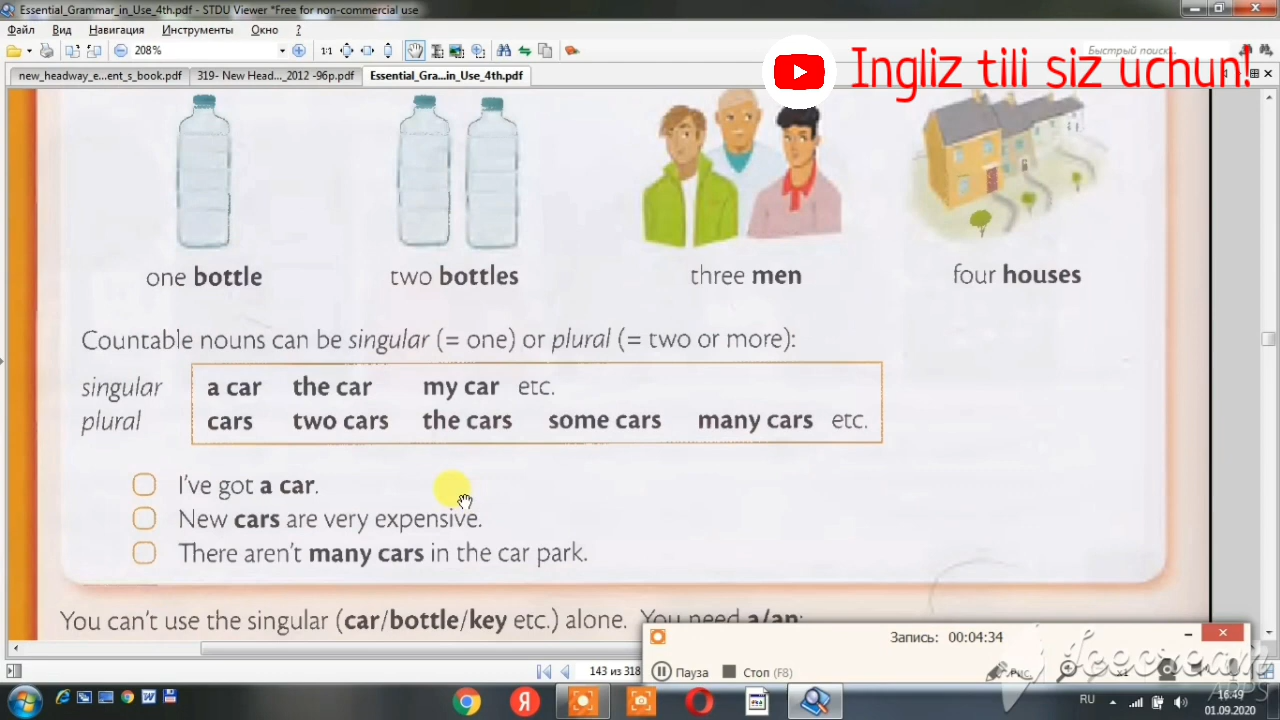 Essential_Grammar_in_Use_4th.pdf - STDU Viewer *Free for non-commercial use
Файл Вид Навигация Инструменты Окно ?
208%
1:1
Быстрый поиск...
new_headway_e...ent_s_book.pdf 319- New Head..._2012 -96p.pdf Essential_Gra...in_Use_4th.pdf
Ingliz tili siz uchun!
one bottle two bottles three men four houses
Countable nouns can be singular (= one) or plural (= two or more):
singular a car the car my car etc.
plural cars two cars the cars some cars many cars etc.
I've got a car.
New cars are very expensive.
There aren't many cars in the car park.
You can't use the singular (car/bottle/key etc.) alone. You need a/an:
Запись: 00:04:34
143 из 318
Пауза Стоп (F8) Рис. x1
icecream
APPS
RU
16:49
01.09.2020